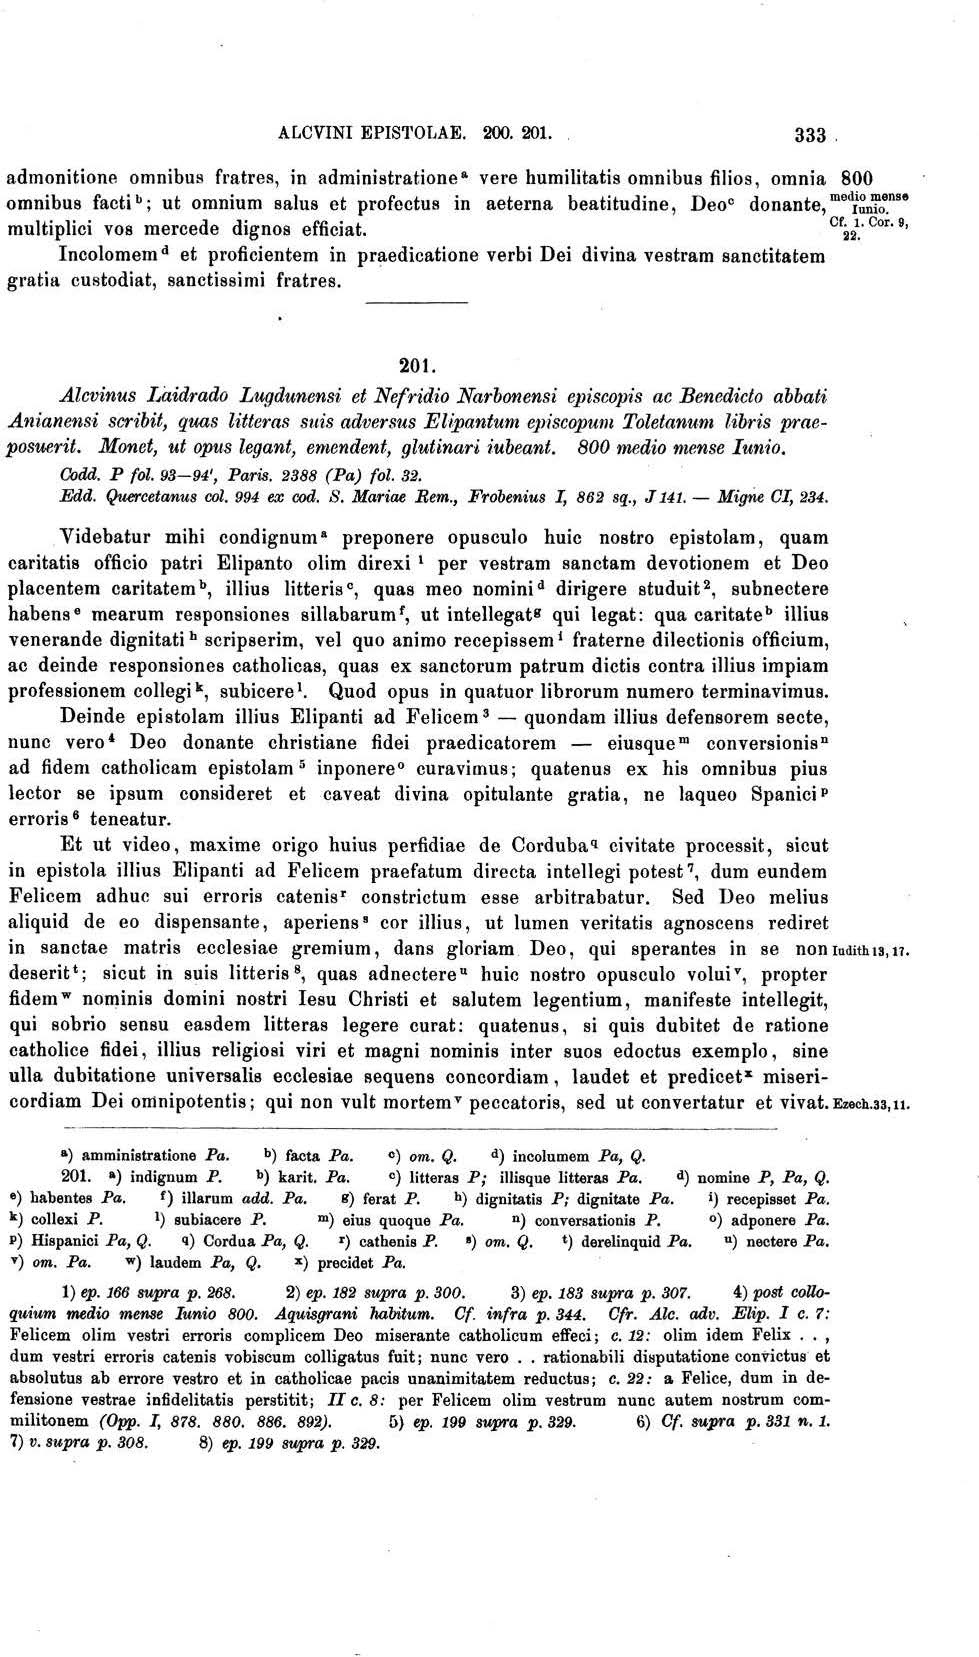 ALCVINI EPISTOLAE. 200. 201. 333
admonitione omnibus fratres, in administratione a vere humilitatis omnibus filios, omnia 800
omnibus facti b; ut omnium salus et profectus in aeterna beatitudine, Deo c donante, medio mense Iunio.
multiplici vos mercede dignos efficiat. Cf. 1. Cor. 9, 22.
Incolomem d et proficientem in praedicatione verbi Dei divina vestram sanctitatem
gratia custodiat, sanctissimi fratres.
201.
Alcvinus Laidrado Lugdunensi et Nefridio Narbonensi episcopis ac Benedicto abbati
Anianensi scribit, quas litteras suis adversus Elipantum episcopum Toletanum libris prae-
posuerit. Monet, ut opus legant, emendent, glutinari iubeant. 800 medio mense Iunio.
Codd. P fol. 93—94', Paris. 2388 (Pa) fol. 32.
Edd. Quercetanus col. 994 ex cod. S. Mariae Rem., Frobenius I, 862 sq., J 141. — Migne CI, 234.
Videbatur mihi condignum a preponere opusculo huic nostro epistolam, quam
caritatis officio patri Elipanto olim direxi 1 per vestram sanctam devotionem et Deo
placentem caritatem b, illius litteris c, quas meo nomini d dirigere studuit 2, subnectere
habens e mearum responsiones sillabarum f, ut intellegat g qui legat: qua caritate b illius
venerande dignitati h scripserim, vel quo animo recepissem i fraterne dilectionis officium,
ac deinde responsiones catholicas, quas ex sanctorum patrum dictis contra illius impiam
professionem collegi k, subicere l. Quod opus in quatuor librorum numero terminavimus.
Deinde epistolam illius Elipanti ad Felicem 3 — quondam illius defensorem secte,
nunc vero 4 Deo donante christiane fidei praedicatorem — eiusque m conversionis n
ad fidem catholicam epistolam 5 inponere o curavimus; quatenus ex his omnibus pius
lector se ipsum consideret et caveat divina opitulante gratia, ne laqueo Spanici p
erroris 6 teneatur.
Et ut video, maxime origo huius perfidiae de Corduba q civitate processit, sicut
in epistola illius Elipanti ad Felicem praefatum directa intellegi potest 7, dum eundem
Felicem adhuc sui erroris catenis r constrictum esse arbitrabatur. Sed Deo melius
aliquid de eo dispensante, aperiens s cor illius, ut lumen veritatis agnoscens rediret
in sanctae matris ecclesiae gremium, dans gloriam Deo, qui sperantes in se non Iudith 13, 17.
deserit t; sicut in suis litteris 8, quas adnectere u huic nostro opusculo volui v, propter
fidem w nominis domini nostri Iesu Christi et salutem legentium, manifeste intellegit,
qui sobrio sensu easdem litteras legere curat: quatenus, si quis dubitet de ratione
catholice fidei, illius religiosi viri et magni nominis inter suos edoctus exemplo, sine
ulla dubitatione universalis ecclesiae sequens concordiam, laudet et predicet x miseri-
cordiam Dei omnipotentis; qui non vult mortem v peccatoris, sed ut convertatur et vivat. Ezech. 33, 11.
a) amministratione Pa. b) facta Pa. c) om. Q. d) incolumem Pa, Q.
201. a) indignum P. b) karit. Pa. c) litteras P; illisque litteras Pa. d) nomine P, Pa, Q.
e) habentes Pa. f) illarum add. Pa. g) ferat P. h) dignitatis P; dignitate Pa. i) recepisset Pa.
k) collexi P. l) subiacere P. m) eius quoque Pa. n) conversationis P. o) adponere Pa.
p) Hispanici Pa, Q. q) Cordua Pa, Q. r) cathenis P. s) om. Q. t) derelinquid Pa. u) nectere Pa.
v) om. Pa. w) laudem Pa, Q. x) precidet Pa.
1) ep. 166 supra p. 268. 2) ep. 182 supra p. 300. 3) ep. 183 supra p. 307. 4) post collo-
quium medio mense Iunio 800. Aquisgrani habitum. Cf. infra p. 344. Cfr. Alc. adv. Elip. I c. 7:
Felicem olim vestri erroris complicem Deo miserante catholicum effeci; c. 12: olim idem Felix . . ,
dum vestri erroris catenis vobiscum colligatus fuit; nunc vero . . rationabili disputatione convictus et
absolutus ab errore vestro et in catholicae pacis unanimitatem reductus; c. 22: a Felice, dum in de-
fensione vestrae infidelitatis perstitit; II c. 8: per Felicem olim vestrum nunc autem nostrum com-
militonem (Opp. I, 878. 880. 886. 892). 5) ep. 199 supra p. 329. 6) Cf. supra p. 331 n. 1.
7) v. supra p. 308. 8) ep. 199 supra p. 329.